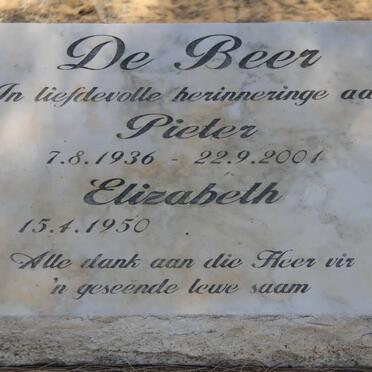 De Beer
In liefdevolle herinneringe aa
Pieter
7.8.1936 - 22.9.2001
Elizabeth
15.4.1950
Alle dank aan die Heer vir
'n geseënde lewe saam